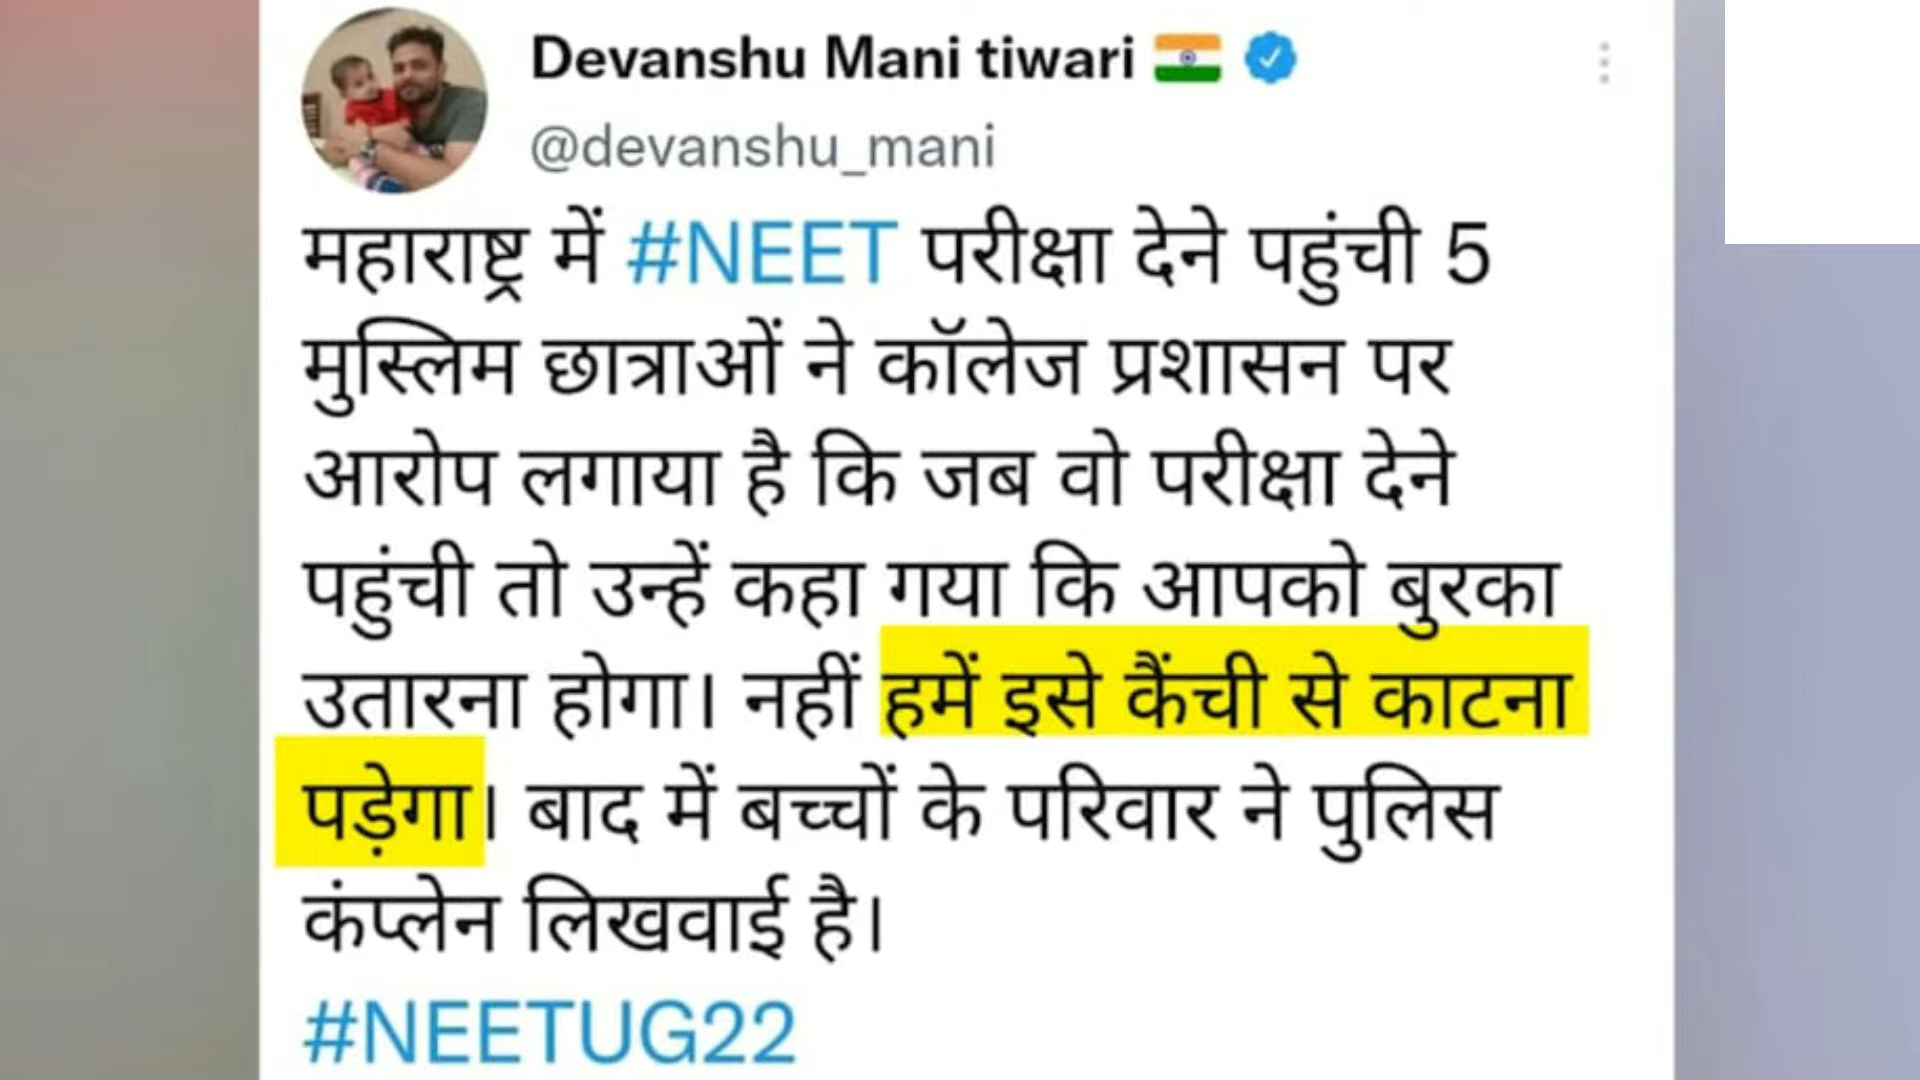 Devanshu Mani tiwari
@devanshu_mani
महाराष्ट्र में #NEET परीक्षा देने पहुंची 5
मुस्लिम छात्राओं ने कॉलेज प्रशासन पर
आरोप लगाया है कि जब वो परीक्षा देने
पहुंची तो उन्हें कहा गया कि आपको बुरका
उतारना होगा। नहीं हमें इसे कैंची से काटना
पड़ेगा। बाद में बच्चों के परिवार ने पुलिस
कंप्लेन लिखवाई है।
#NEETUG22